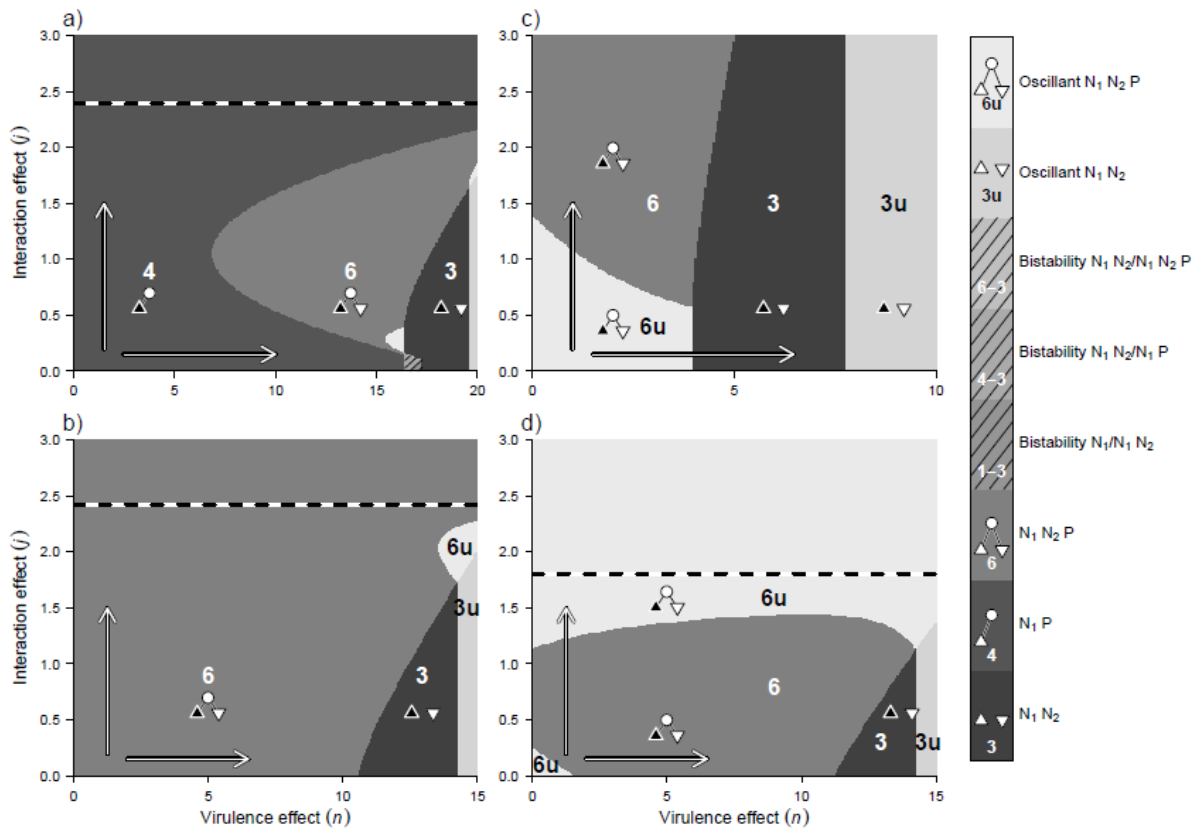 a)
3.0
2.5
2.0
1.5
1.0
0.5
0.0
Interaction effect (j)
4
6
3
0
5
10
15
20
c)
3.0
2.5
2.0
1.5
1.0
0.5
0.0
6
3
3u
6u
0
5
10
b)
3.0
2.5
2.0
1.5
1.0
0.5
0.0
Interaction effect (j)
6u
3u
6
3
0
5
10
15
Virulence effect (n)
d)
3.0
2.5
2.0
1.5
1.0
0.5
0.0
6u
6
3
3u
6u
0
5
10
15
Virulence effect (n)
6u Oscillant N₁ N₂ P
3u Oscillant N₁ N₂
6–3 Bistability N₁ N₂/N₁ N₂ P
4–3 Bistability N₁ N₂/N₁ P
1–3 Bistability N₁/N₁ N₂
6 N₁ N₂ P
4 N₁ P
3 N₁ N₂